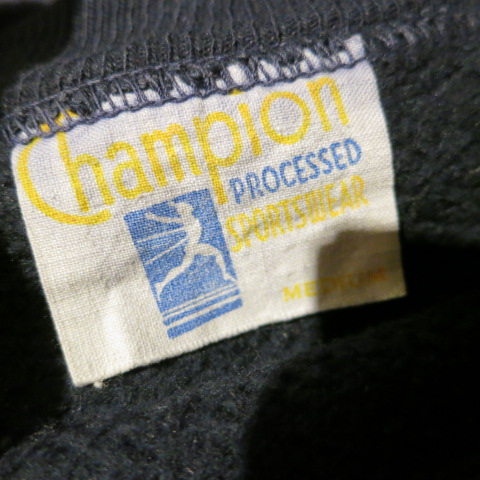 Champion
PROCESSED
SPORTSWEAR
MEDIUM